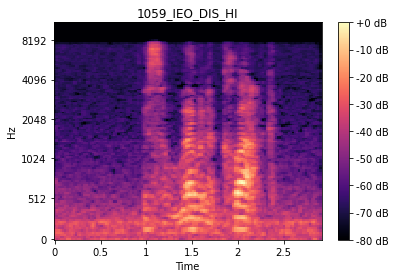 1059_IEO_DIS_HI
8192
4096
2048
1024
512
0
Hz
0 0.5 1 1.5 2 2.5
Time
+0 dB
-10 dB
-20 dB
-30 dB
-40 dB
-50 dB
-60 dB
-70 dB
-80 dB